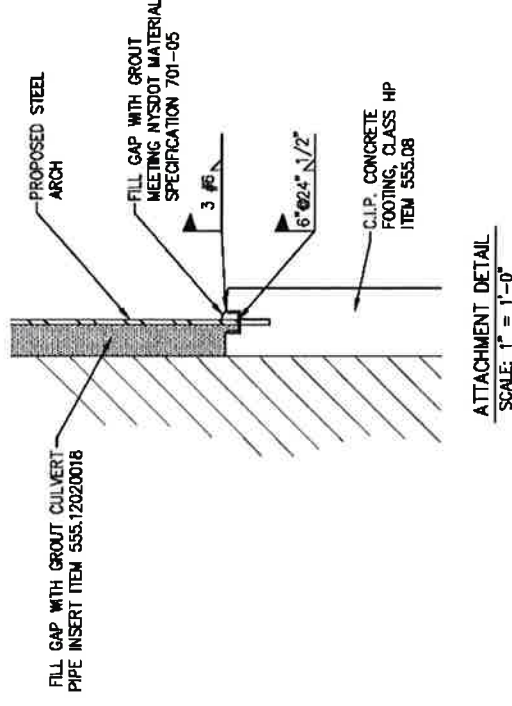 FILL GAP WITH GROUT CULVERT
PIPE INSERT ITEM 555.12020018
PROPOSED STEEL
ARCH
FILL GAP WITH GROUT
MEETING NYSDOT MATERIAL
SPECIFICATION 701-05
3 #6
6"@24" 1/2"
C.I.P. CONCRETE
FOOTING, CLASS HP
ITEM 555.08
ATTACHMENT DETAIL
SCALE: 1" = 1'-0"